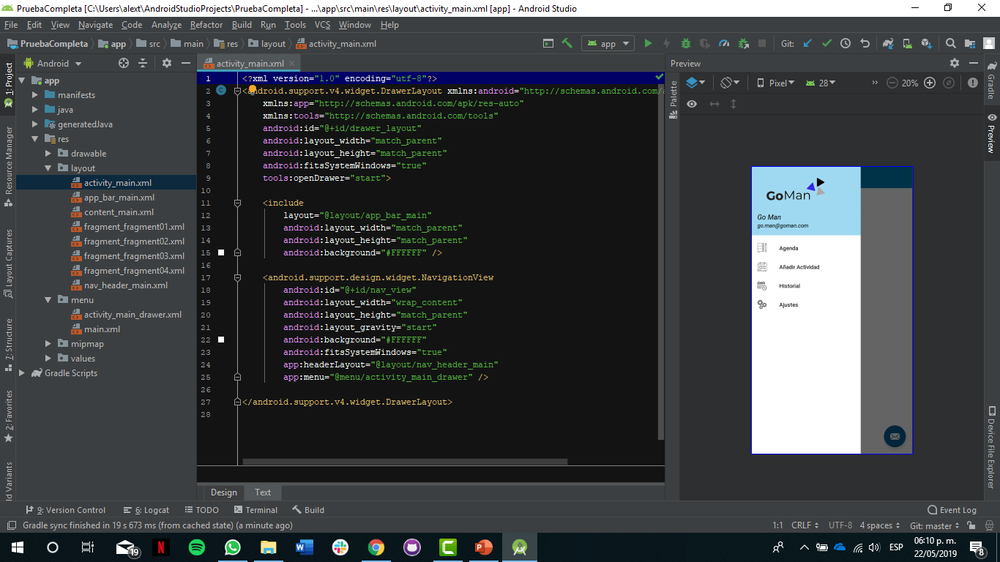 PruebaCompleta [C:\Users\alext\AndroidStudioProjects\PruebaCompleta] - ...\app\src\main\res\layout\activity_main.xml [app] - Android Studio
File Edit View Navigate Code Analyze Refactor Build Run Tools VCS Window Help
PruebaCompleta app src main res layout activity_main.xml app Git:
1: Project
Resource Manager
Layout Captures
7: Structure
2: Favorites
ld Variants
Android
app
manifests
java
generatedJava
res
drawable
layout
activity_main.xml
app_bar_main.xml
content_main.xml
fragment_fragment01.xml
fragment_fragment02.xml
fragment_fragment03.xml
fragment_fragment04.xml
nav_header_main.xml
menu
activity_main_drawer.xml
main.xml
mipmap
values
Gradle Scripts
activity_main.xml
1 <?xml version="1.0" encoding="utf-8"?>
2 <android.support.v4.widget.DrawerLayout xmlns:android="http://schemas.android.com/
3 xmlns:app="http://schemas.android.com/apk/res-auto"
4 xmlns:tools="http://schemas.android.com/tools"
5 android:id="@+id/drawer_layout"
6 android:layout_width="match_parent"
7 android:layout_height="match_parent"
8 android:fitsSystemWindows="true"
9 tools:openDrawer="start">
10
11 <include
12 layout="@layout/app_bar_main"
13 android:layout_width="match_parent"
14 android:layout_height="match_parent"
15 android:background="#FFFFFF" />
16
17 <android.support.design.widget.NavigationView
18 android:id="@+id/nav_view"
19 android:layout_width="wrap_content"
20 android:layout_height="match_parent"
21 android:layout_gravity="start"
22 android:background="#FFFFFF"
23 android:fitsSystemWindows="true"
24 app:headerLayout="@layout/nav_header_main"
25 app:menu="@menu/activity_main_drawer" />
26
27 </android.support.v4.widget.DrawerLayout>
28
Design Text
Preview
Palette
Pixel 28 » 20%
GoMan
Go Man
go.man@goman.com
Agenda
Añadir Actividad
Historial
Ajustes
Gradle
Preview
Device File Explorer
9: Version Control 6: Logcat TODO Terminal Build Event Log
Gradle sync finished in 19 s 673 ms (from cached state) (a minute ago) 1:1 CRLF UTF-8 4 spaces Git: master
19
ESP
06:10 p. m.
22/05/2019
8